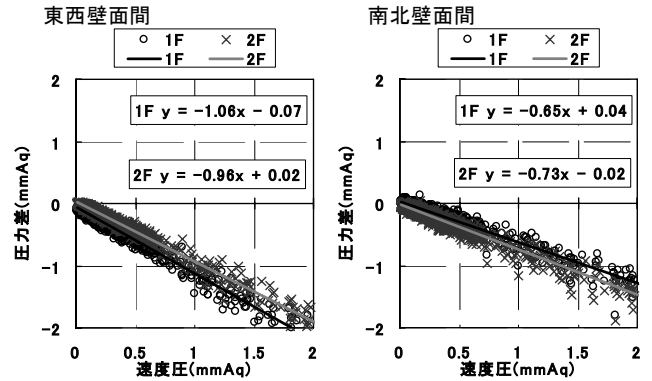 東西壁面間
○ 1F × 2F
1F 2F
圧力差(mmAq)
2
1
0
-1
-2
1F y = -1.06x - 0.07
2F y = -0.96x + 0.02
0 0.5 1 1.5 2
速度圧(mmAq)
南北壁面間
○ 1F × 2F
1F 2F
圧力差(mmAq)
2
1
0
-1
-2
1F y = -0.65x + 0.04
2F y = -0.73x - 0.02
0 0.5 1 1.5 2
速度圧(mmAq)